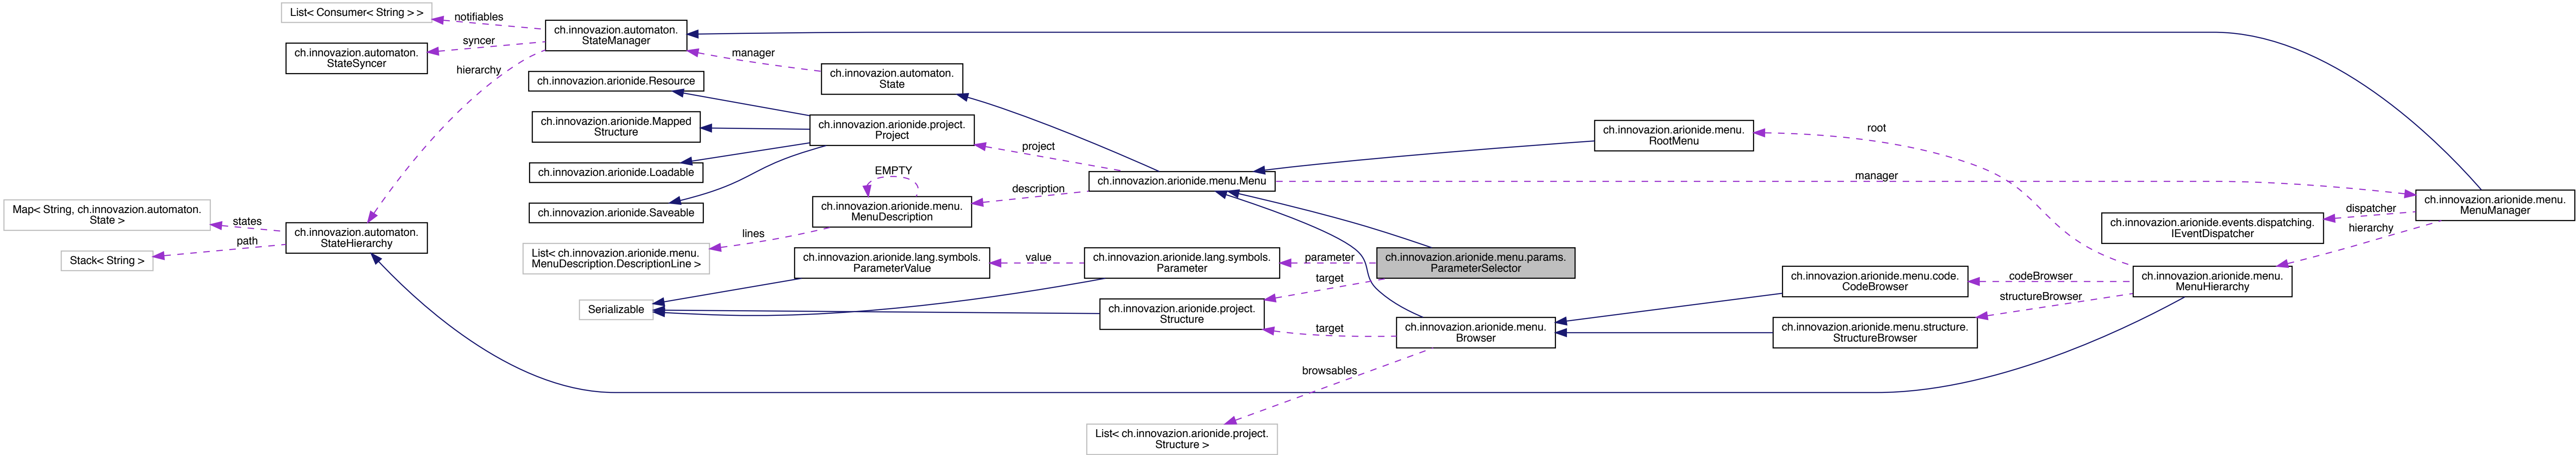 List< Consumer< String > >
notifiables
ch.innovazion.automaton.
StateManager
ch.innovazion.automaton.
StateSyncer
syncer
hierarchy
manager
ch.innovazion.automaton.
State
ch.innovazion.arionide.Resource
ch.innovazion.arionide.Mapped
Structure
ch.innovazion.arionide.project.
Project
ch.innovazion.arionide.menu.
RootMenu
root
project
ch.innovazion.arionide.Loadable
EMPTY
ch.innovazion.arionide.menu.Menu
manager
description
ch.innovazion.arionide.Saveable
ch.innovazion.arionide.menu.
MenuDescription
ch.innovazion.arionide.menu.
MenuManager
dispatcher
ch.innovazion.arionide.events.dispatching.
IEventDispatcher
hierarchy
Map< String, ch.innovazion.automaton.
State >
states
path
Stack< String >
ch.innovazion.automaton.
StateHierarchy
lines
List< ch.innovazion.arionide.menu.
MenuDescription.DescriptionLine >
ch.innovazion.arionide.lang.symbols.
ParameterValue
value
ch.innovazion.arionide.lang.symbols.
Parameter
parameter
ch.innovazion.arionide.menu.params.
ParameterSelector
target
ch.innovazion.arionide.menu.code.
CodeBrowser
codeBrowser
ch.innovazion.arionide.menu.
MenuHierarchy
structureBrowser
Serializable
ch.innovazion.arionide.project.
Structure
target
ch.innovazion.arionide.menu.
Browser
ch.innovazion.arionide.menu.structure.
StructureBrowser
browsables
List< ch.innovazion.arionide.project.
Structure >